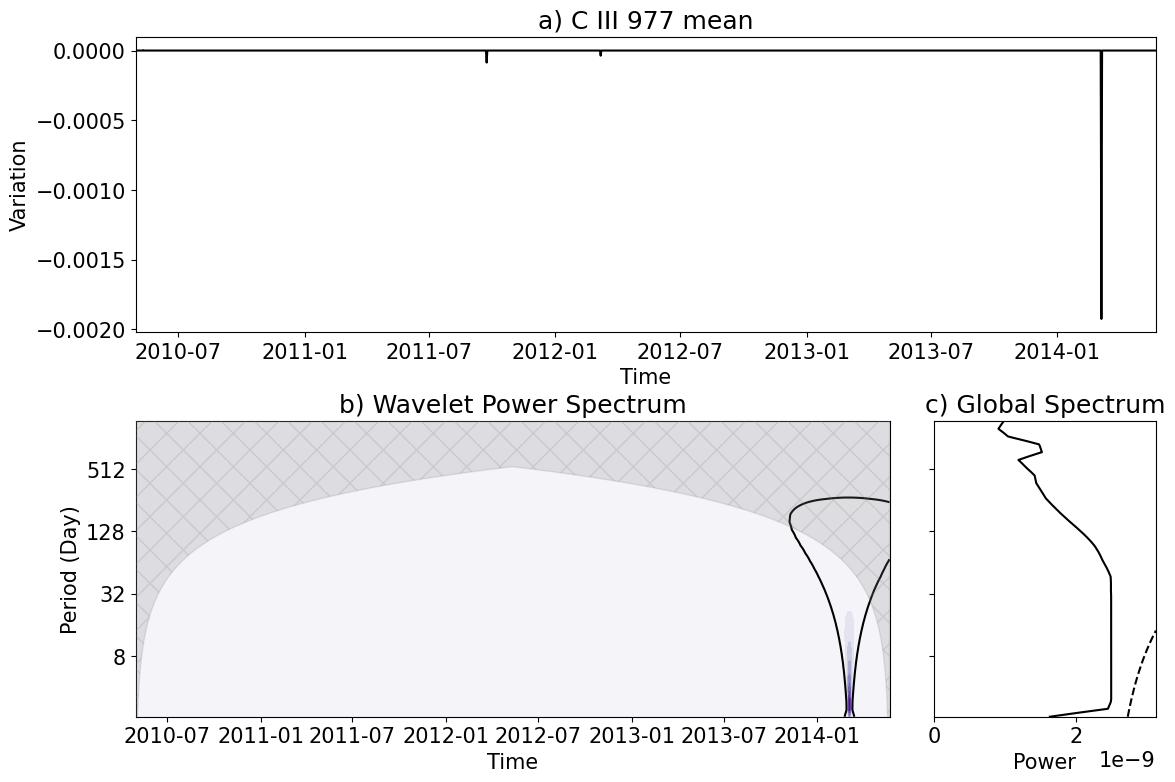 a) C III 977 mean
0.0000
−0.0005
−0.0010
−0.0015
−0.0020
Variation
2010-07 2011-01 2011-07 2012-01 2012-07 2013-01 2013-07 2014-01
Time
b) Wavelet Power Spectrum
512
128
32
8
Period (Day)
2010-07 2011-01 2011-07 2012-01 2012-07 2013-01 2013-07 2014-01
Time
c) Global Spectrum
0 2
Power 1e−9